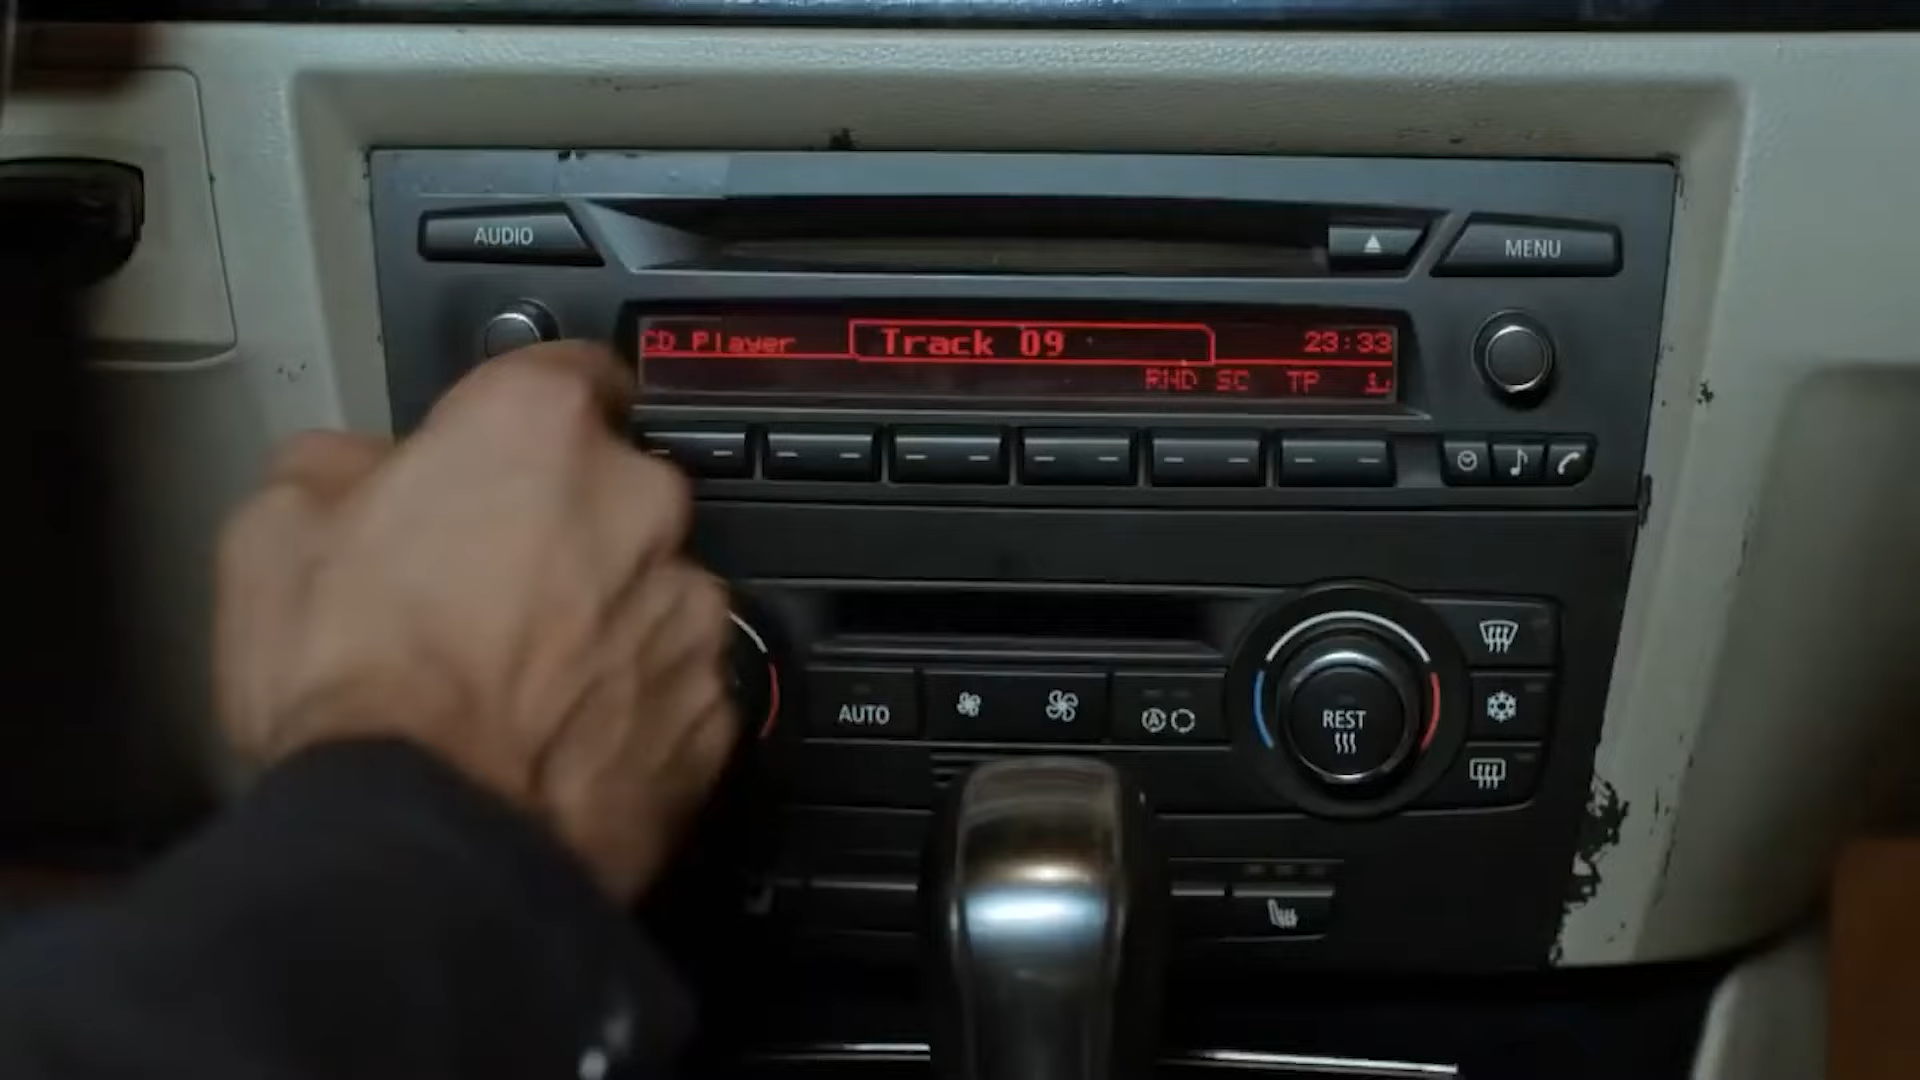 AUDIO
MENU
CD Player Track 09 23:33
RND SC TP
AUTO
REST